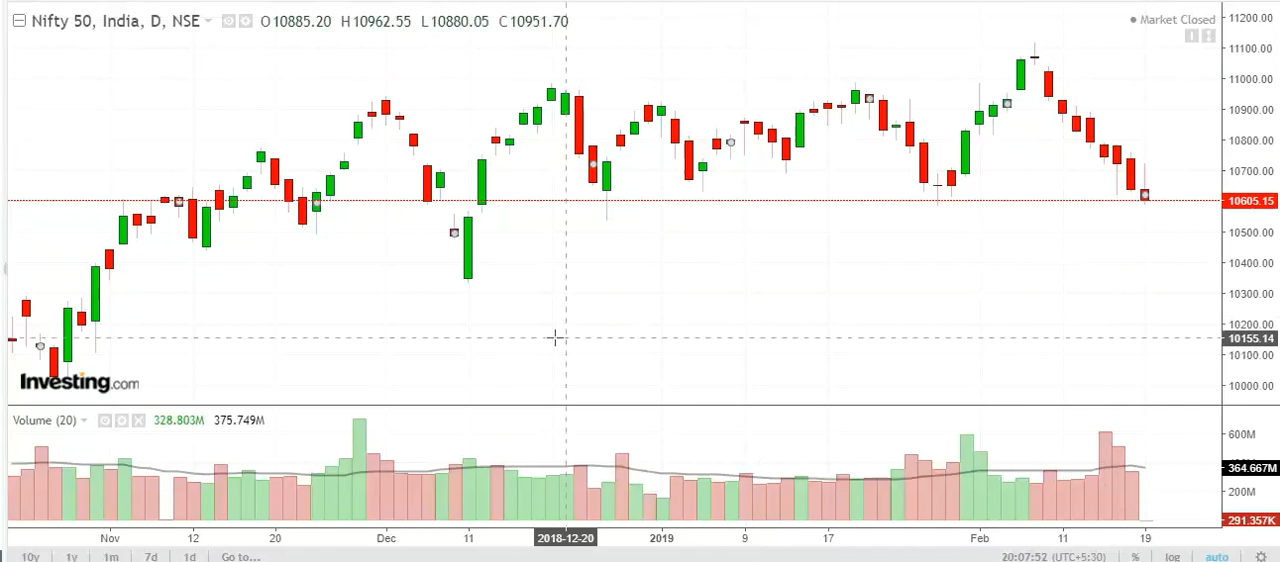 Nifty 50, India, D, NSE O10885.20 H10962.55 L10880.05 C10951.70
Market Closed
11200.00
11100.00
11000.00
10900.00
10800.00
10700.00
10605.15
10500.00
10400.00
10300.00
10200.00
10155.14
10100.00
10000.00
Investing.com
Volume (20) 328.803M 375.749M
600M
364.667M
200M
291.357K
Nov 12 20 Dec 11 2018-12-20 2019 9 17 Feb 11 19
10y 1y 1m 7d 1d Go to... 20:07:52 (UTC+5:30) % log auto